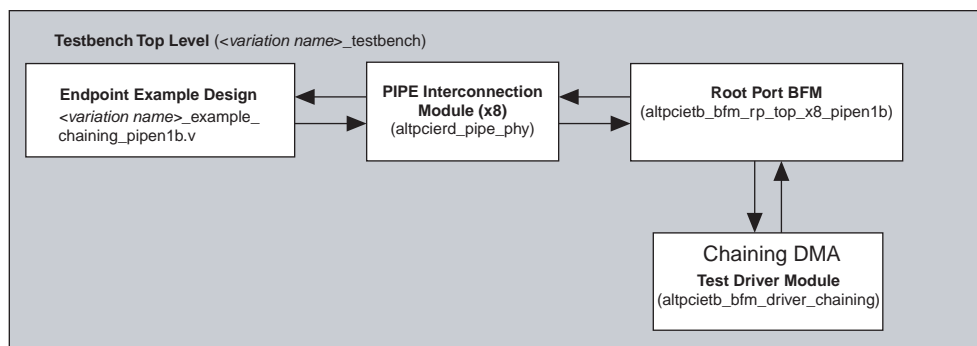 Testbench Top Level (<variation name>_testbench)
Endpoint Example Design
<variation name>_example_
chaining_pipen1b.v
PIPE Interconnection
Module (x8)
(altpcierd_pipe_phy)
Root Port BFM
(altpcietb_bfm_rp_top_x8_pipen1b)
Chaining DMA
Test Driver Module
(altpcietb_bfm_driver_chaining)